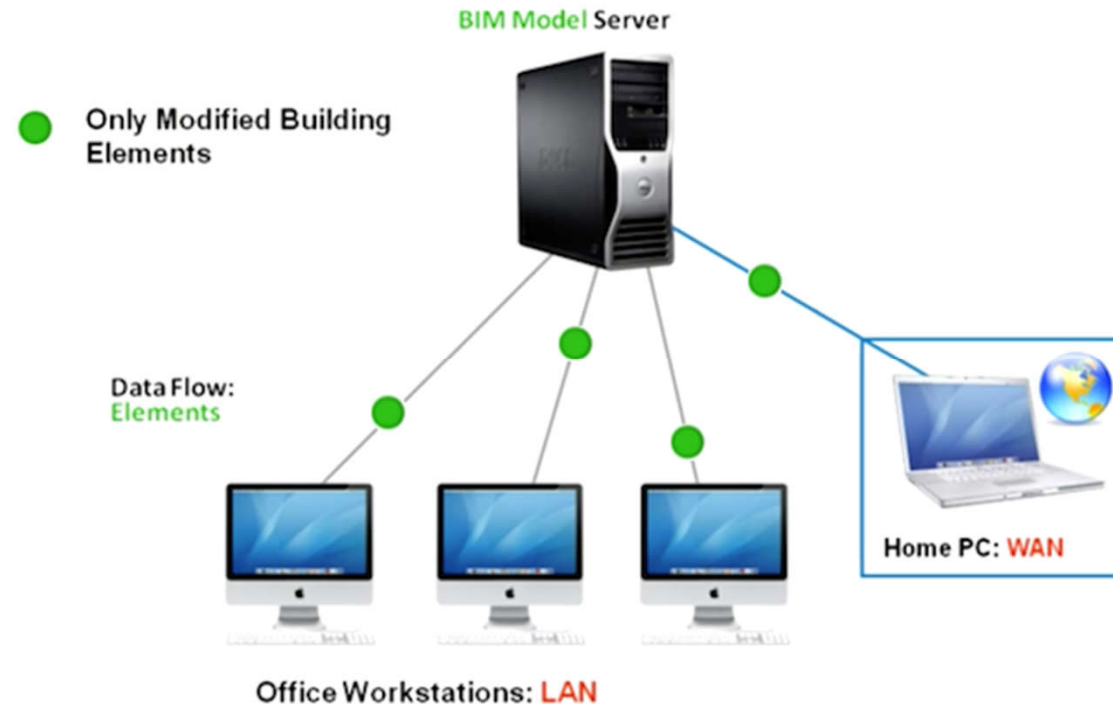 BIM Model Server
Only Modified Building
Elements
Data Flow:
Elements
Home PC: WAN
Office Workstations: LAN